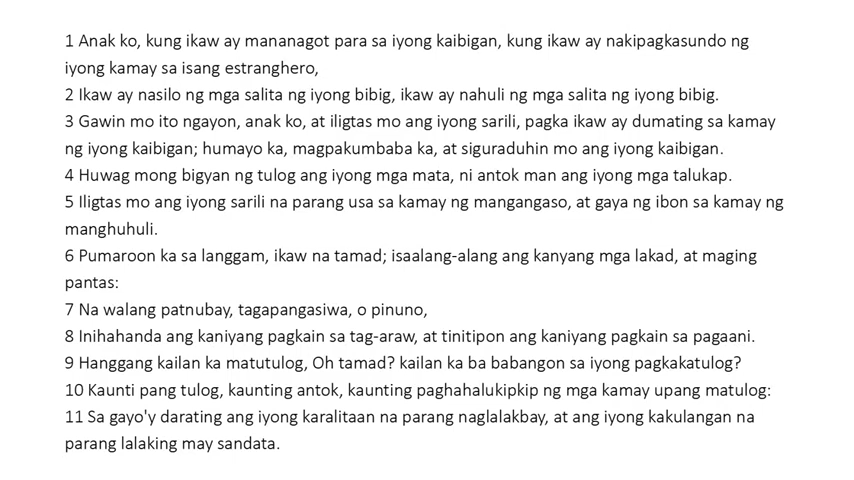 1 Anak ko, kung ikaw ay mananagot para sa iyong kaibigan, kung ikaw ay nakipagkasundo ng
iyong kamay sa isang estranghero,
2 Ikaw ay nasilo ng mga salita ng iyong bibig, ikaw ay nahuli ng mga salita ng iyong bibig.
3 Gawin mo ito ngayon, anak ko, at iligtas mo ang iyong sarili, pagka ikaw ay dumating sa kamay
ng iyong kaibigan; humayo ka, magpakumbaba ka, at siguraduhin mo ang iyong kaibigan.
4 Huwag mong bigyan ng tulog ang iyong mga mata, ni antok man ang iyong mga talukap.
5 Iligtas mo ang iyong sarili na parang usa sa kamay ng mangangaso, at gaya ng ibon sa kamay ng
manghuhuli.
6 Pumaroon ka sa langgam, ikaw na tamad; isaalang-alang ang kanyang mga lakad, at maging
pantas:
7 Na walang patnubay, tagapangasiwa, o pinuno,
8 Inihahanda ang kaniyang pagkain sa tag-araw, at tinitipon ang kaniyang pagkain sa pagaani.
9 Hanggang kailan ka matutulog, Oh tamad? kailan ka ba babangon sa iyong pagkakatulog?
10 Kaunti pang tulog, kaunting antok, kaunting paghahalukipkip ng mga kamay upang matulog:
11 Sa gayo'y darating ang iyong karalitaan na parang naglalakbay, at ang iyong kakulangan na
parang lalaking may sandata.